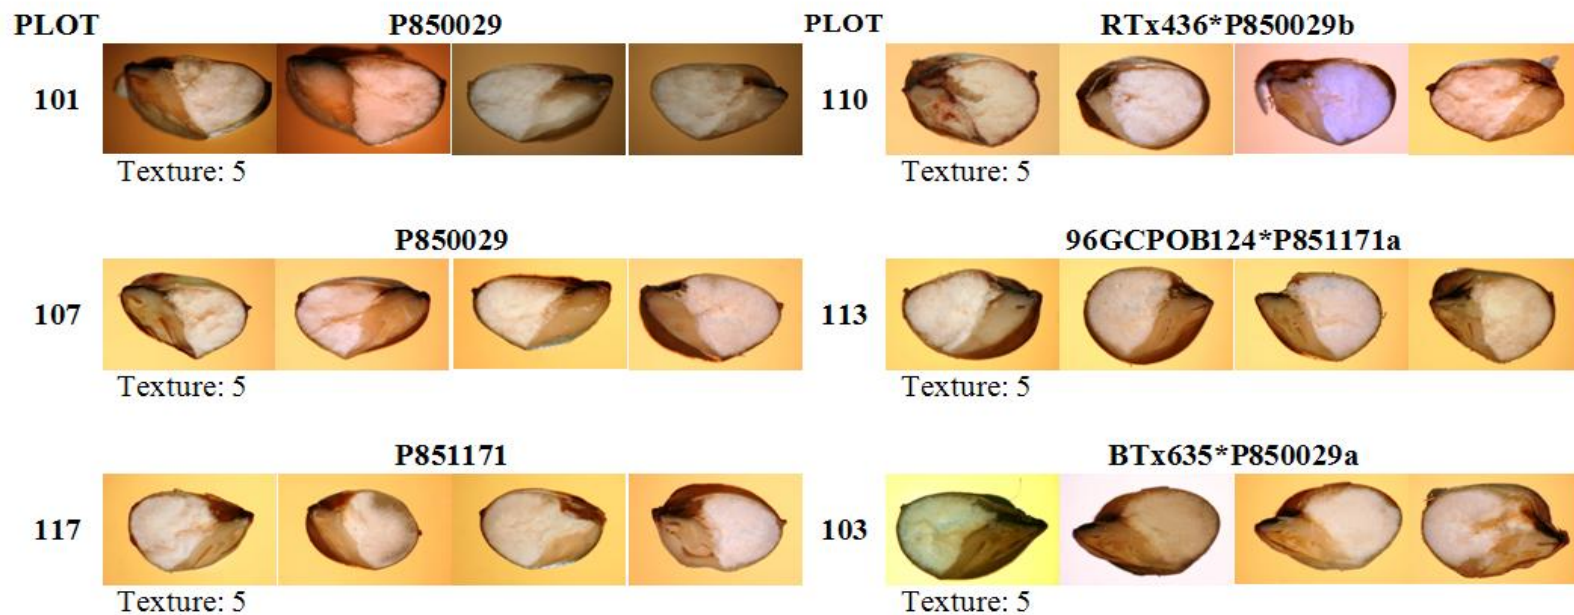 PLOT P850029 PLOT RTx436*P850029b
101 110
Texture: 5 Texture: 5
P850029 96GCPOB124*P851171a
107 113
Texture: 5 Texture: 5
P851171 BTx635*P850029a
117 103
Texture: 5 Texture: 5